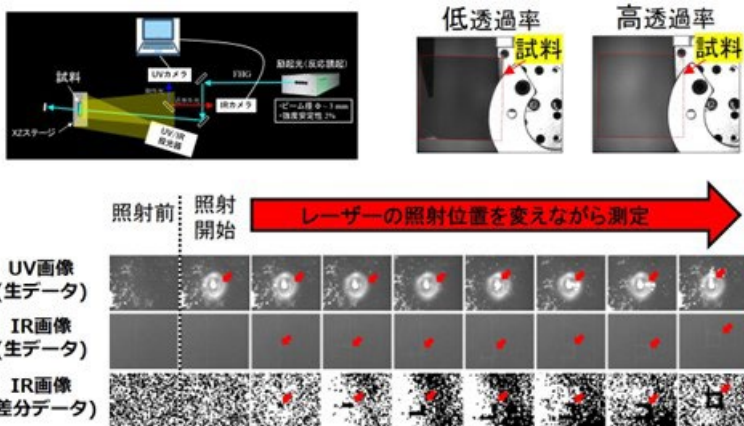 試料
UVカメラ
FHG
励起光(反応誘起)
IRカメラ
・ビーム径 Φ~3 mm
・強度安定性 2%
XZステージ
UV/IR
投光器
低透過率
試料
高透過率
試料
照射前
照射
開始
レーザーの照射位置を変えながら測定
UV画像
(生データ)
IR画像
(生データ)
IR画像
差分データ)